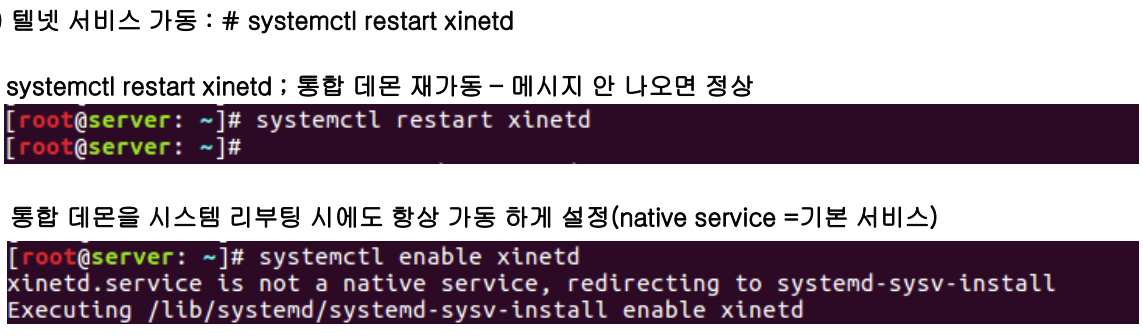 ) 텔넷 서비스 가동 : # systemctl restart xinetd
systemctl restart xinetd ; 통합 데몬 재가동 – 메시지 안 나오면 정상
[root@server: ~]# systemctl restart xinetd
[root@server: ~]#
통합 데몬을 시스템 리부팅 시에도 항상 가동 하게 설정(native service =기본 서비스)
[root@server: ~]# systemctl enable xinetd
xinetd.service is not a native service, redirecting to systemd-sysv-install
Executing /lib/systemd/systemd-sysv-install enable xinetd